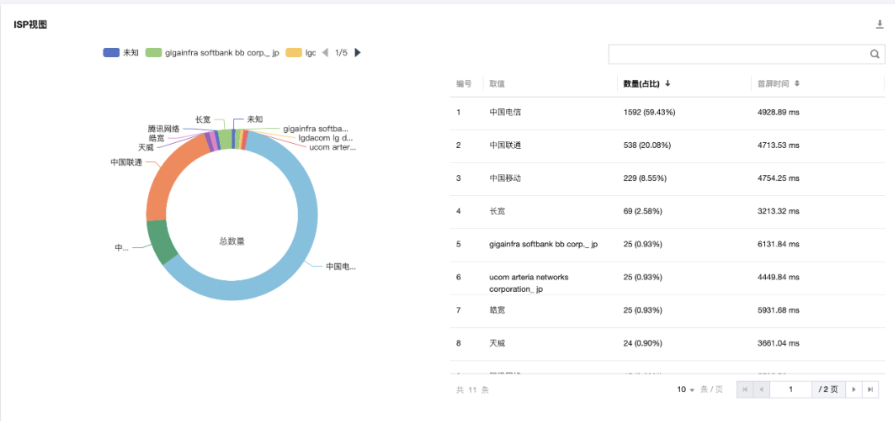 ISP视图
未知 gigainfra softbank bb corp._ jp lgc 1/5
长宽 未知
腾讯网络 gigainfra softba...
皓宽 lgdacom lg d...
天威 ucom arter...
中国联通
中...
总数量
中国电...
编号 取值 数量(占比) 首屏时间
1 中国电信 1592 (59.43%) 4928.89 ms
2 中国联通 538 (20.08%) 4713.53 ms
3 中国移动 229 (8.55%) 4754.25 ms
4 长宽 69 (2.58%) 3213.32 ms
5 gigainfra softbank bb corp._ jp 25 (0.93%) 6131.84 ms
6 ucom arteria networks corporation_ jp 25 (0.93%) 4449.84 ms
7 皓宽 25 (0.93%) 5931.68 ms
8 天威 24 (0.90%) 3661.04 ms
共 11 条 10 条 / 页 1 / 2 页